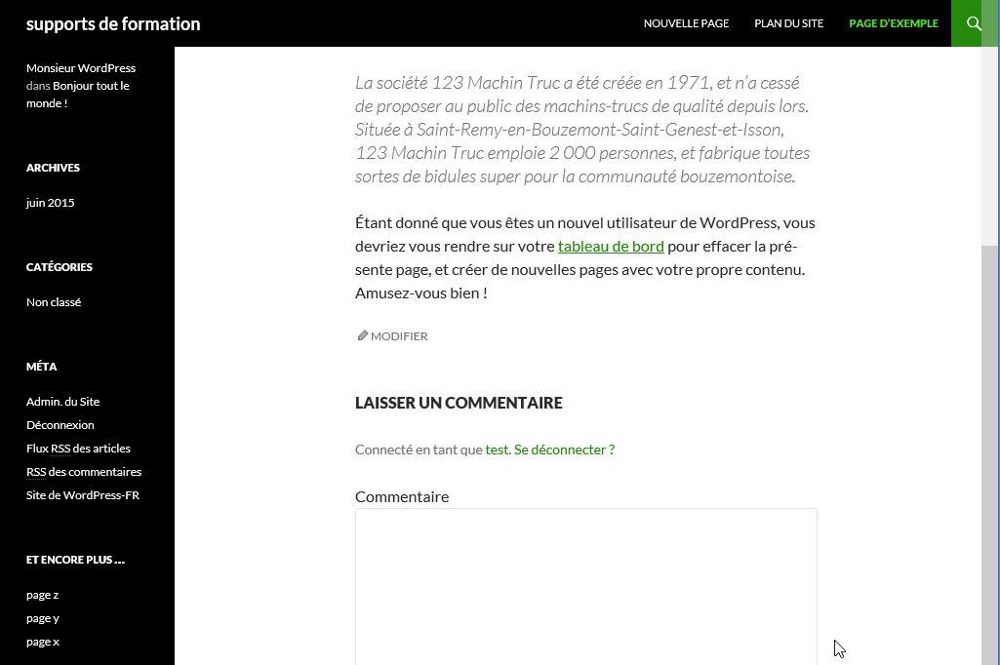 supports de formation
NOUVELLE PAGE
PLAN DU SITE
PAGE D'EXEMPLE
Monsieur WordPress
dans Bonjour tout le
monde !
ARCHIVES
juin 2015
CATÉGORIES
Non classé
MÉTA
Admin. du Site
Déconnexion
Flux RSS des articles
RSS des commentaires
Site de WordPress-FR
ET ENCORE PLUS ...
page z
page y
page x
La société 123 Machin Truc a été créée en 1971, et n'a cessé
de proposer au public des machins-trucs de qualité depuis lors.
Située à Saint-Remy-en-Bouzemont-Saint-Genest-et-Isson,
123 Machin Truc emploie 2 000 personnes, et fabrique toutes
sortes de bidules super pour la communauté bouzemontoise.
Étant donné que vous êtes un nouvel utilisateur de WordPress, vous
devriez vous rendre sur votre tableau de bord pour effacer la pré-
sente page, et créer de nouvelles pages avec votre propre contenu.
Amusez-vous bien !
MODIFIER
LAISSER UN COMMENTAIRE
Connecté en tant que test. Se déconnecter ?
Commentaire